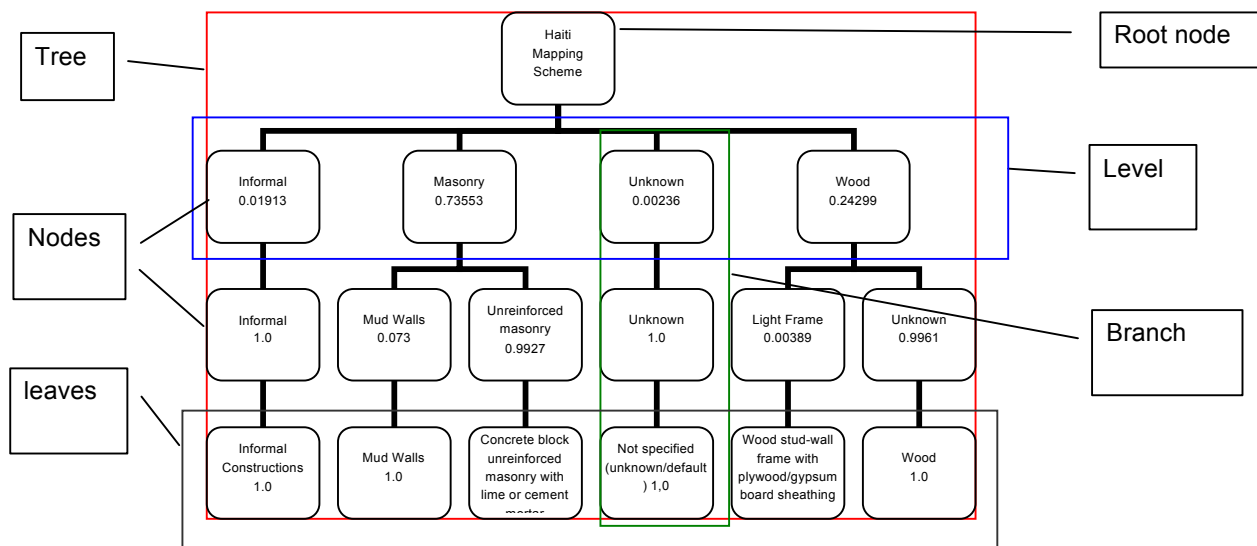 Tree
Haiti
Mapping
Scheme
Root node
Informal
0.01913
Masonry
0.73553
Unknown
0.00236
Wood
0.24299
Level
Nodes
Informal
1.0
Mud Walls
0.073
Unreinforced
masonry
0.9927
Unknown
1.0
Light Frame
0.00389
Unknown
0.9961
Branch
leaves
Informal
Constructions
1.0
Mud Walls
1.0
Concrete block
unreinforced
masonry with
lime or cement
mortar
Not specified
(unknown/default
) 1,0
Wood stud-wall
frame with
plywood/gypsum
board sheathing
Wood
1.0